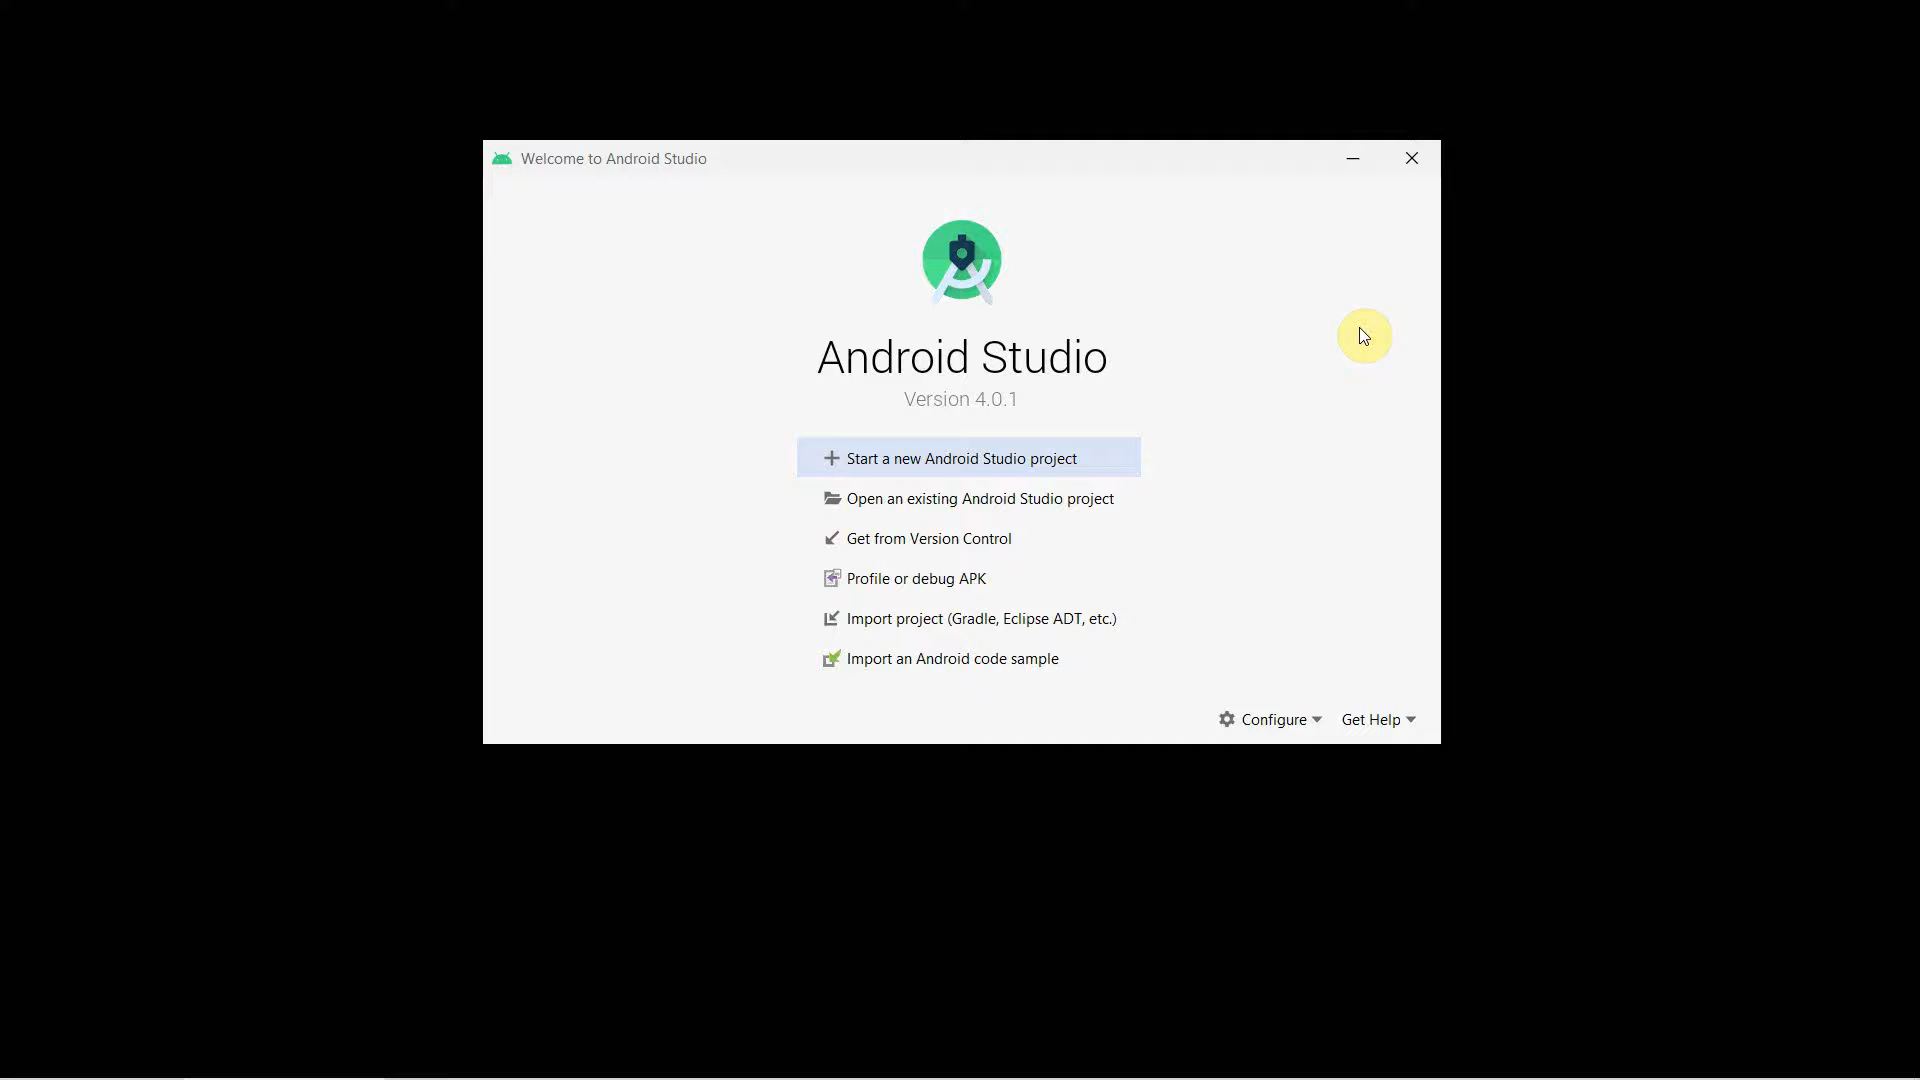 Welcome to Android Studio
Android Studio
Version 4.0.1
Start a new Android Studio project
Open an existing Android Studio project
Get from Version Control
Profile or debug APK
Import project (Gradle, Eclipse ADT, etc.)
Import an Android code sample
Configure Get Help